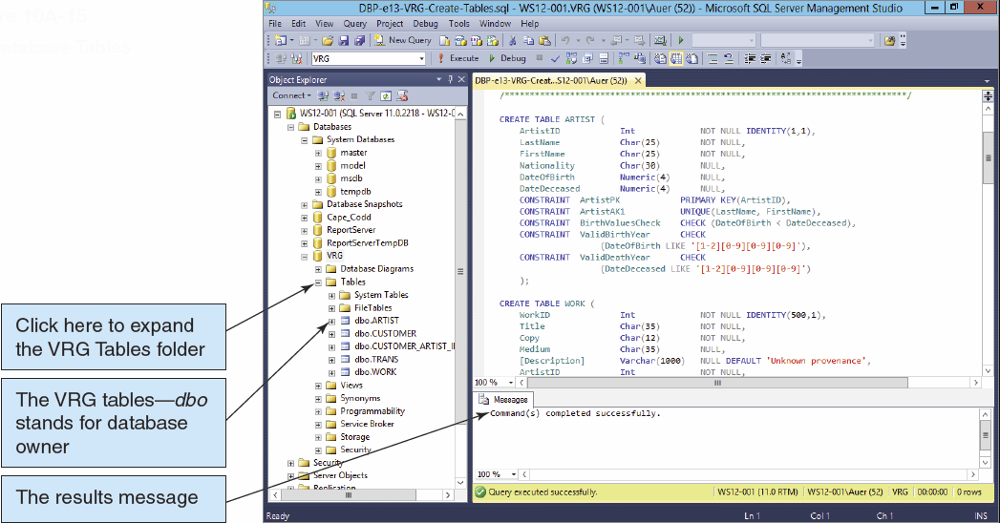 re 10A-15
Database Tables
DBP-e13-VRG-Create-Tables.sql - WS12-001.VRG (WS12-001\Auer (52)) - Microsoft SQL Server Management Studio
File Edit View Query Project Debug Tools Window Help
New Query
VRG Execute Debug
Object Explorer
Connect
WS12-001 (SQL Server 11.0.2218 - WS12-0
Databases
System Databases
master
model
msdb
tempdb
Database Snapshots
Cape_Codd
ReportServer
ReportServerTempDB
VRG
Database Diagrams
Tables
System Tables
FileTables
dbo.ARTIST
dbo.CUSTOMER
dbo.CUSTOMER_ARTIST_I
dbo.TRANS
dbo.WORK
Views
Synonyms
Programmability
Service Broker
Storage
Security
Security
Server Objects
Replication
DBP-e13-VRG-Creat...S12-001\Auer (52))
/********************************************************************************/
CREATE TABLE ARTIST (
ArtistID Int NOT NULL IDENTITY(1,1),
LastName Char(25) NOT NULL,
FirstName Char(25) NOT NULL,
Nationality Char(30) NULL,
DateOfBirth Numeric(4) NULL,
DateDeceased Numeric(4) NULL,
CONSTRAINT ArtistPK PRIMARY KEY(ArtistID),
CONSTRAINT ArtistAK1 UNIQUE(LastName, FirstName),
CONSTRAINT BirthValuesCheck CHECK (DateOfBirth < DateDeceased),
CONSTRAINT ValidBirthYear CHECK
(DateOfBirth LIKE '[1-2][0-9][0-9][0-9]'),
CONSTRAINT ValidDeathYear CHECK
(DateDeceased LIKE '[1-2][0-9][0-9][0-9]')
);
CREATE TABLE WORK (
WorkID Int NOT NULL IDENTITY(500,1),
Title Char(35) NOT NULL,
Copy Char(12) NOT NULL,
Medium Char(35) NULL,
[Description] Varchar(1000) NULL DEFAULT 'Unknown provenance',
ArtistID Int NOT NULL
100 %
Messages
Command(s) completed successfully.
100 %
Query executed successfully. WS12-001 (11.0 RTM) WS12-001\Auer (52) VRG 00:00:00 0 rows
Ready Ln 1 Col 1 Ch 1 INS
Click here to expand
the VRG Tables folder
The VRG tables—dbo
stands for database
owner
The results message